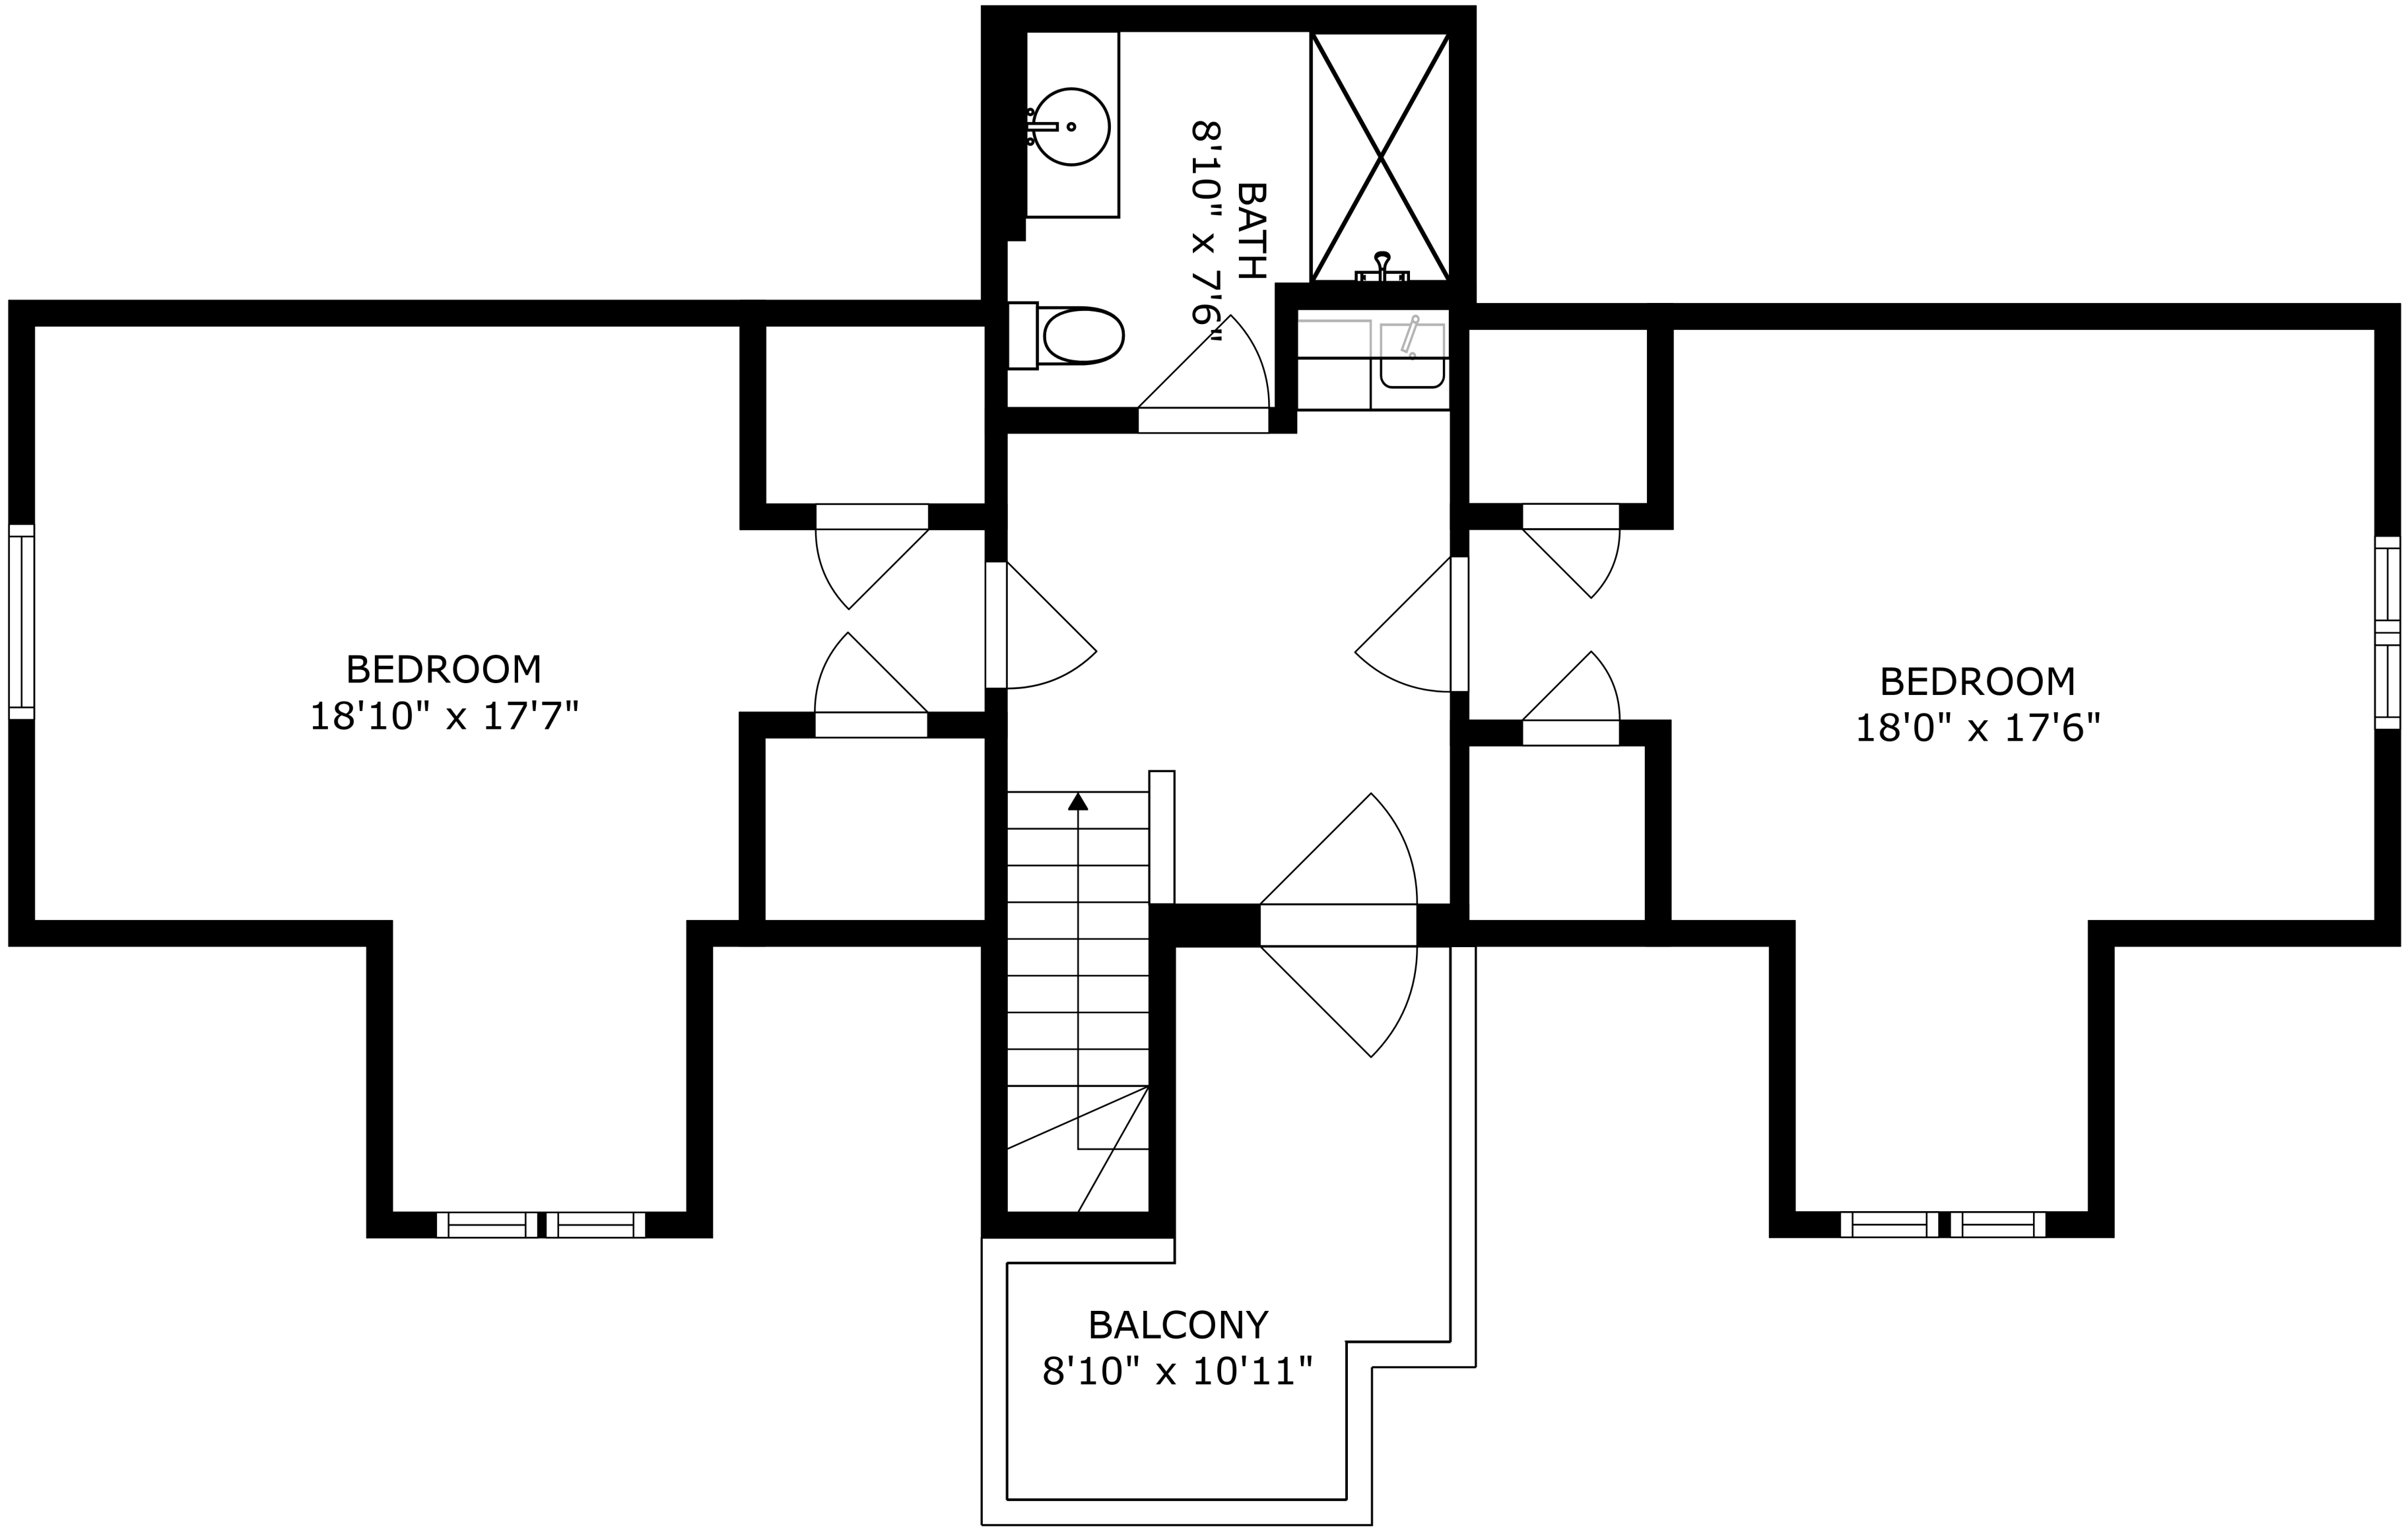 BATH
8'10" x 7'6"
BEDROOM
18'10" x 17'7"
BEDROOM
18'0" x 17'6"
BALCONY
8'10" x 10'11"